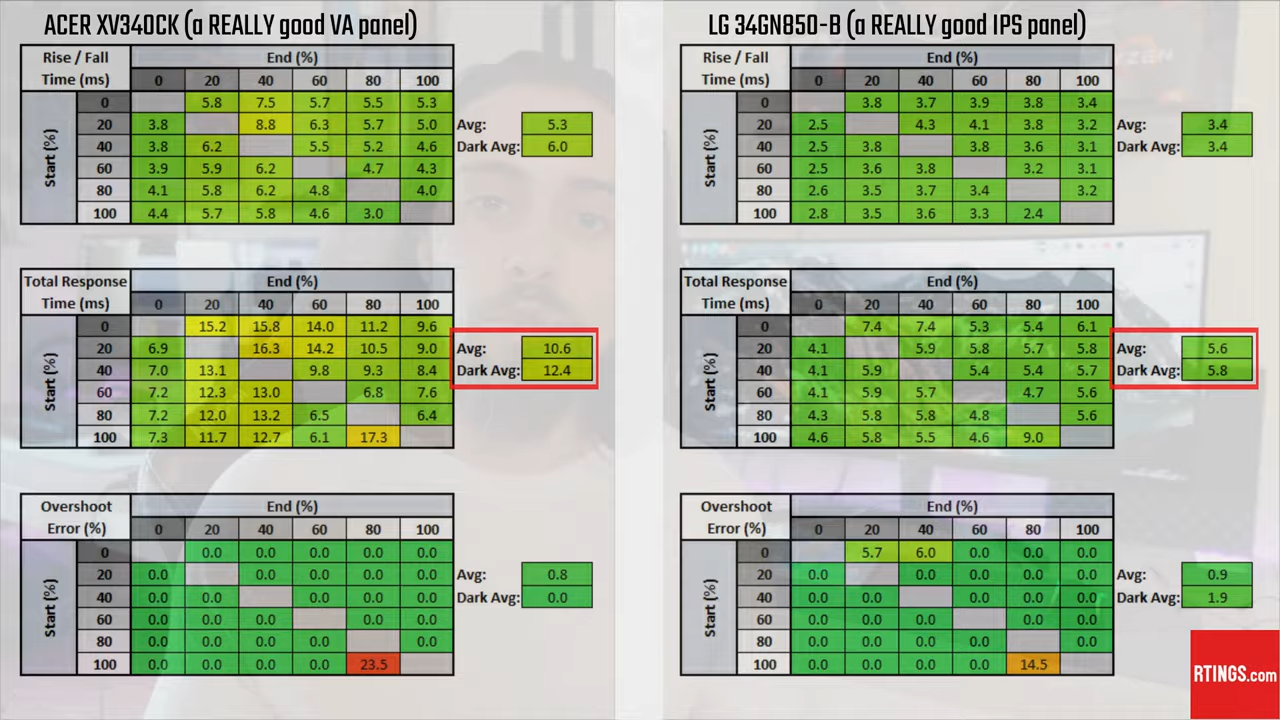 ACER XV340CK (a REALLY good VA panel)
Rise / Fall Time (ms) End (%)
0 20 40 60 80 100
Start (%)
0 5.8 7.5 5.7 5.5 5.3
20 3.8 8.8 6.3 5.7 5.0
40 3.8 6.2 5.5 5.2 4.6
60 3.9 5.9 6.2 4.7 4.3
80 4.1 5.8 6.2 4.8 4.0
100 4.4 5.7 5.8 4.6 3.0
Avg: 5.3
Dark Avg: 6.0
Total Response Time (ms) End (%)
0 20 40 60 80 100
Start (%)
0 15.2 15.8 14.0 11.2 9.6
20 6.9 16.3 14.2 10.5 9.0
40 7.0 13.1 9.8 9.3 8.4
60 7.2 12.3 13.0 6.8 7.6
80 7.2 12.0 13.2 6.5 6.4
100 7.3 11.7 12.7 6.1 17.3
Avg: 10.6
Dark Avg: 12.4
Overshoot Error (%) End (%)
0 20 40 60 80 100
Start (%)
0 0.0 0.0 0.0 0.0 0.0
20 0.0 0.0 0.0 0.0 0.0
40 0.0 0.0 0.0 0.0 0.0
60 0.0 0.0 0.0 0.0 0.0
80 0.0 0.0 0.0 0.0 0.0
100 0.0 0.0 0.0 0.0 23.5
Avg: 0.8
Dark Avg: 0.0
LG 34GN850-B (a REALLY good IPS panel)
Rise / Fall Time (ms) End (%)
0 20 40 60 80 100
Start (%)
0 3.8 3.7 3.9 3.8 3.4
20 2.5 4.3 4.1 3.8 3.2
40 2.5 3.8 3.8 3.6 3.1
60 2.5 3.6 3.8 3.2 3.1
80 2.6 3.5 3.7 3.4 3.2
100 2.8 3.5 3.6 3.3 2.4
Avg: 3.4
Dark Avg: 3.4
Total Response Time (ms) End (%)
0 20 40 60 80 100
Start (%)
0 7.4 7.4 5.3 5.4 6.1
20 4.1 5.9 5.8 5.7 5.8
40 4.1 5.9 5.4 5.4 5.7
60 4.1 5.9 5.7 4.7 5.6
80 4.3 5.8 5.8 4.8 5.6
100 4.6 5.8 5.5 4.6 9.0
Avg: 5.6
Dark Avg: 5.8
Overshoot Error (%) End (%)
0 20 40 60 80 100
Start (%)
0 5.7 6.0 0.0 0.0 0.0
20 0.0 0.0 0.0 0.0 0.0
40 0.0 0.0 0.0 0.0 0.0
60 0.0 0.0 0.0 0.0 0.0
80 0.0 0.0 0.0 0.0 0.0
100 0.0 0.0 0.0 0.0 14.5
Avg: 0.9
Dark Avg: 1.9
RTINGS.com